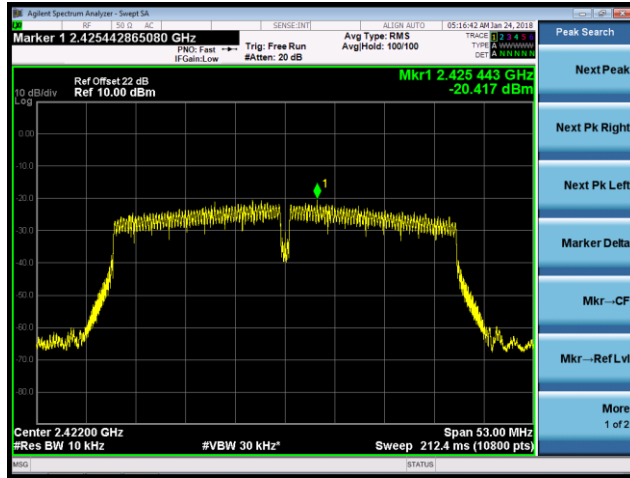 Agilent Spectrum Analyzer - Swept SA
RF 50 Ω AC SENSE:INT ALIGN AUTO 05:16:42 AM Jan 24, 2018
Marker 1 2.425442865080 GHz
PNO: Fast Trig: Free Run Avg Type: RMS TRACE 1 2 3 4 5 6
IFGain:Low #Atten: 20 dB Avg|Hold: 100/100 TYPE A WWWWW
DET A N N N N N
Peak Search
Next Peak
Next Pk Right
Next Pk Left
Marker Delta
Mkr→CF
Mkr→Ref Lvl
More
1 of 2
Ref Offset 22 dB Mkr1 2.425 443 GHz
10 dB/div Ref 10.00 dBm -20.417 dBm
Log
0.00
-10.0
1
-20.0
-30.0
-40.0
-50.0
-60.0
-70.0
-80.0
Center 2.42200 GHz Span 53.00 MHz
#Res BW 10 kHz #VBW 30 kHz* Sweep 212.4 ms (10800 pts)
MSG STATUS